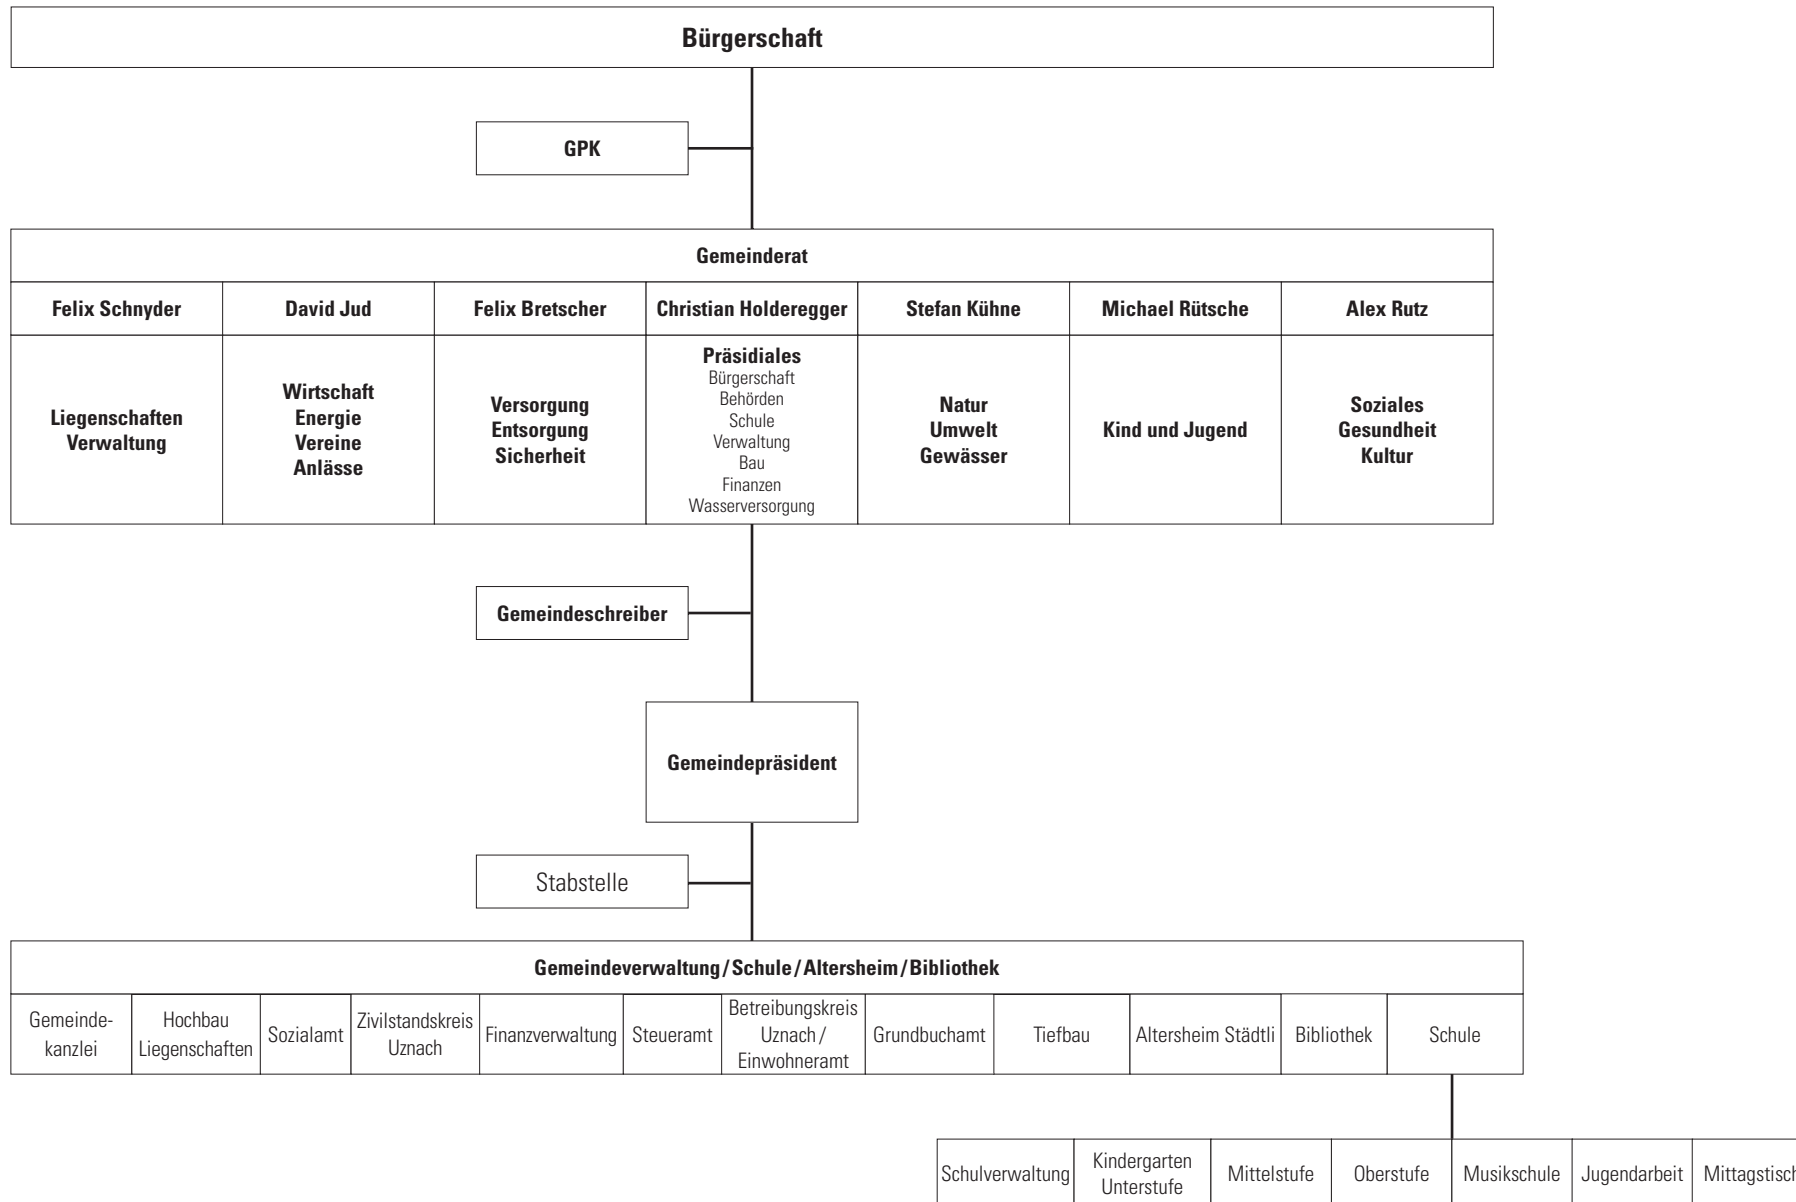 Bürgerschaft
GPK
Gemeinderat
Felix Schnyder
David Jud
Felix Bretscher
Christian Holderegger
Stefan Kühne
Michael Rütsche
Alex Rutz
Liegenschaften
Verwaltung
Wirtschaft
Energie
Vereine
Anlässe
Versorgung
Entsorgung
Sicherheit
Präsidiales
Bürgerschaft
Behörden
Schule
Verwaltung
Bau
Finanzen
Wasserversorgung
Natur
Umwelt
Gewässer
Kind und Jugend
Soziales
Gesundheit
Kultur
Gemeindeschreiber
Gemeindepräsident
Stabstelle
Gemeindeverwaltung/Schule/Altersheim/Bibliothek
Gemeinde-
kanzlei
Hochbau
Liegenschaften
Sozialamt
Zivilstandskreis
Uznach
Finanzverwaltung
Steueramt
Betreibungskreis
Uznach/
Einwohneramt
Grundbuchamt
Tiefbau
Altersheim Städtli
Bibliothek
Schule
Schulverwaltung
Kindergarten
Unterstufe
Mittelstufe
Oberstufe
Musikschule
Jugendarbeit
Mittagstisch